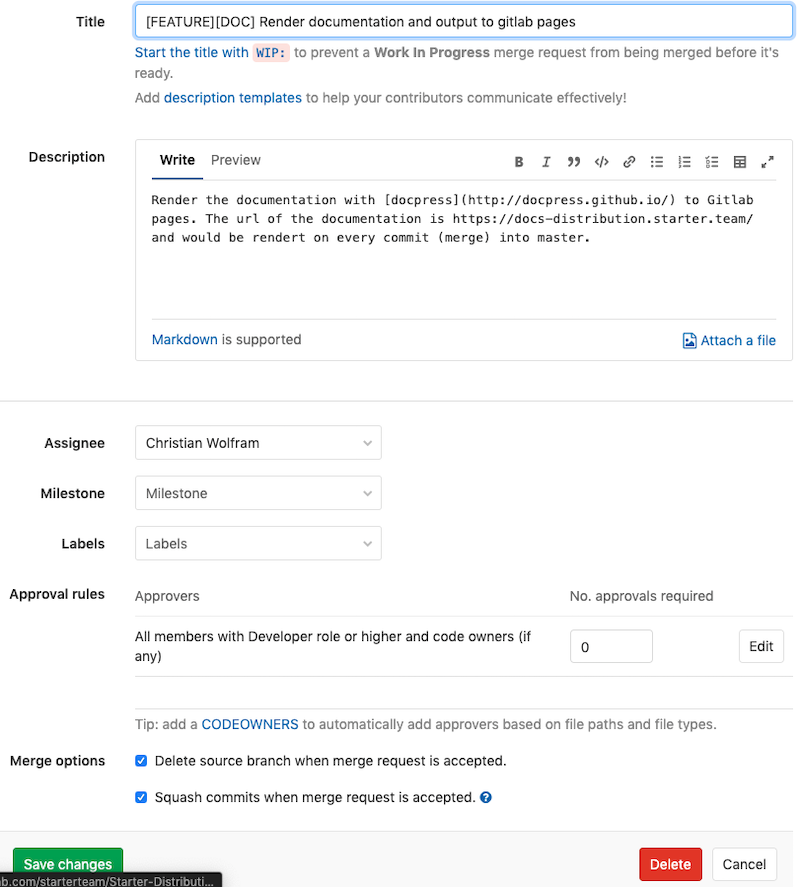 Title
[FEATURE][DOC] Render documentation and output to gitlab pages
Start the title with WIP: to prevent a Work In Progress merge request from being merged before it's
ready.
Add description templates to help your contributors communicate effectively!
Description
Write Preview
Render the documentation with [docpress](http://docpress.github.io/) to Gitlab
pages. The url of the documentation is https://docs-distribution.starter.team/
and would be rendert on every commit (merge) into master.
Markdown is supported
Attach a file
Assignee
Christian Wolfram
Milestone
Milestone
Labels
Labels
Approval rules
Approvers
No. approvals required
All members with Developer role or higher and code owners (if
any)
0
Edit
Tip: add a CODEOWNERS to automatically add approvers based on file paths and file types.
Merge options
Delete source branch when merge request is accepted.
Squash commits when merge request is accepted.
Save changes
Delete
Cancel
ab.com/starterteam/Starter-Distributi...